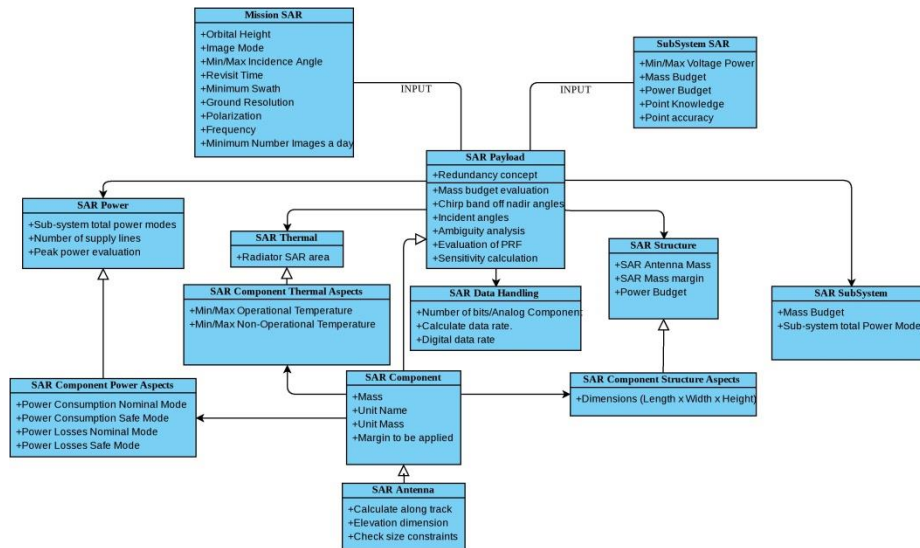 Mission SAR
+Orbital Height
+Image Mode
+Min/Max Incidence Angle
+Revisit Time
+Minimum Swath
+Ground Resolution
+Polarization
+Frequency
+Minimum Number Images a day
INPUT
INPUT
SubSystem SAR
+Min/Max Voltage Power
+Mass Budget
+Power Budget
+Point Knowledge
+Point accuracy
SAR Payload
+Redundancy concept
+Mass budget evaluation
+Chirp band off nadir angles
+Incident angles
+Ambiguity analysis
+Evaluation of PRF
+Sensitivity calculation
SAR Power
+Sub-system total power modes
+Number of supply lines
+Peak power evaluation
SAR Thermal
+Radiator SAR area
SAR Structure
+SAR Antenna Mass
+SAR Mass margin
+Power Budget
SAR Component Thermal Aspects
+Min/Max Operational Temperature
+Min/Max Non-Operational Temperature
SAR Data Handling
+Number of bits/Analog Component
+Calculate data rate.
+Digital data rate
SAR SubSystem
+Mass Budget
+Sub-system total Power Mode
SAR Component Power Aspects
+Power Consumption Nominal Mode
+Power Consumption Safe Mode
+Power Losses Nominal Mode
+Power Losses Safe Mode
SAR Component
+Mass
+Unit Name
+Unit Mass
+Margin to be applied
SAR Component Structure Aspects
+Dimensions (Length x Width x Height)
SAR Antenna
+Calculate along track
+Elevation dimension
+Check size constraints